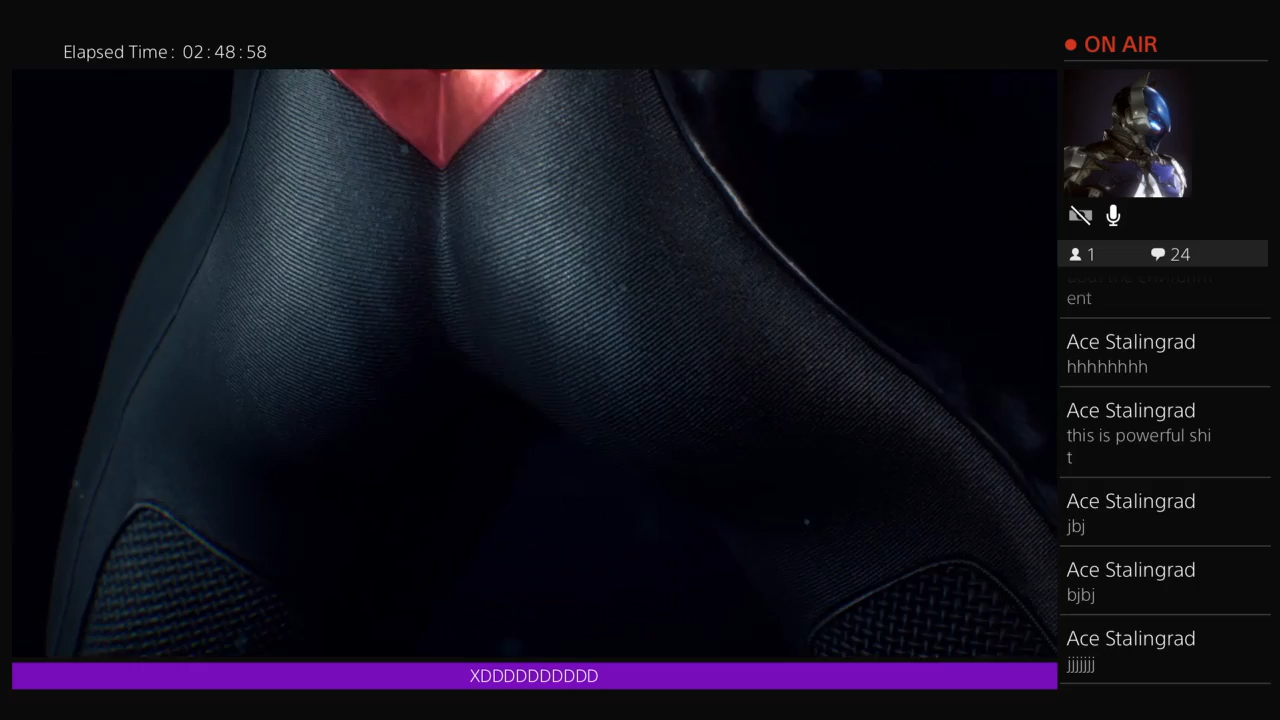 Elapsed Time: 02:48:58
ON AIR
1
24
ent
Ace Stalingrad
hhhhhhhh
Ace Stalingrad
this is powerful shi
t
Ace Stalingrad
jbj
Ace Stalingrad
bjbj
Ace Stalingrad
jjjjjjj
XDDDDDDDDDD